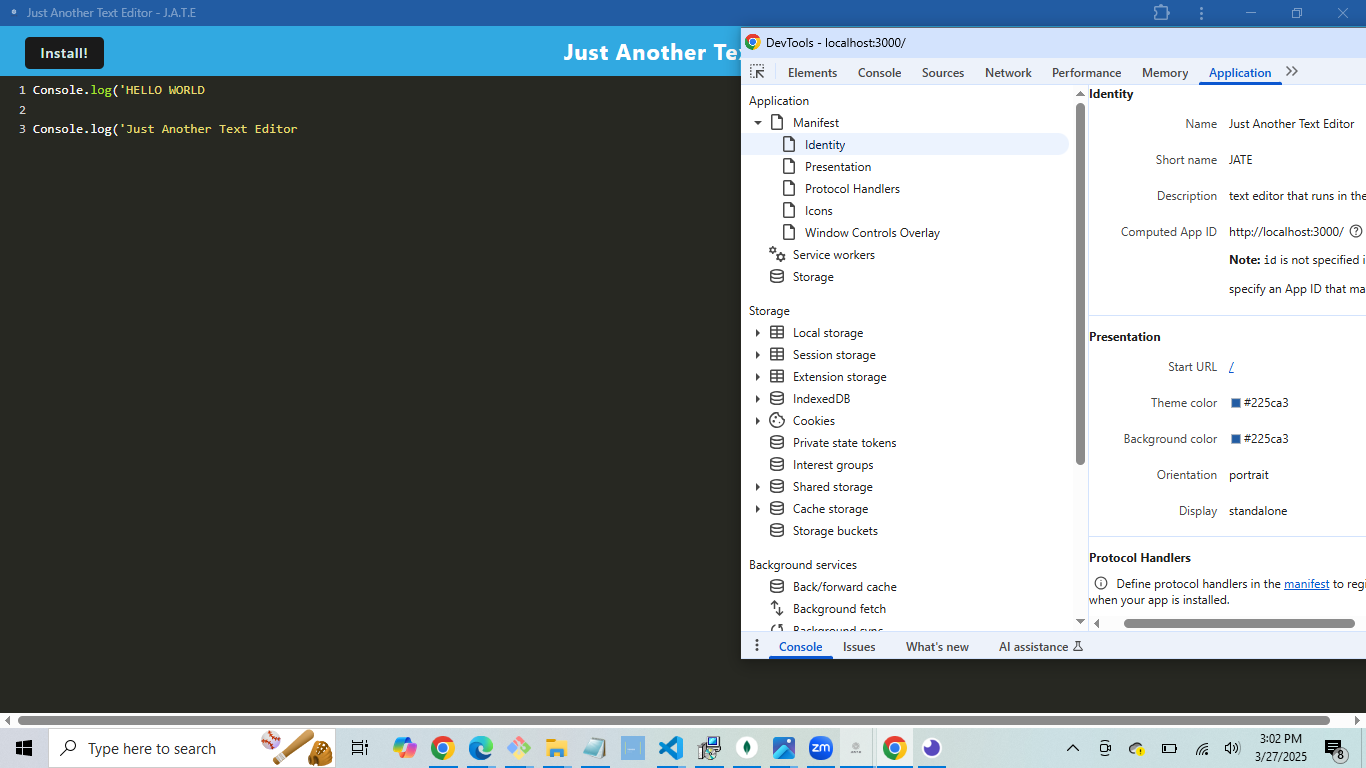 Just Another Text Editor - J.A.T.E
Install!
Just Another Te
1 Console.log('HELLO WORLD
2
3 Console.log('Just Another Text Editor
DevTools - localhost:3000/
Elements Console Sources Network Performance Memory Application
Application
Manifest
Identity
Presentation
Protocol Handlers
Icons
Window Controls Overlay
Service workers
Storage
Storage
Local storage
Session storage
Extension storage
IndexedDB
Cookies
Private state tokens
Interest groups
Shared storage
Cache storage
Storage buckets
Background services
Back/forward cache
Background fetch
Background sync
Identity
Name Just Another Text Editor
Short name JATE
Description text editor that runs in the
Computed App ID http://localhost:3000/
Note: id is not specified i
specify an App ID that ma
Presentation
Start URL /
Theme color #225ca3
Background color #225ca3
Orientation portrait
Display standalone
Protocol Handlers
Define protocol handlers in the manifest to regi
when your app is installed.
Console Issues What's new AI assistance
Type here to search
zm
3:02 PM
3/27/2025
8